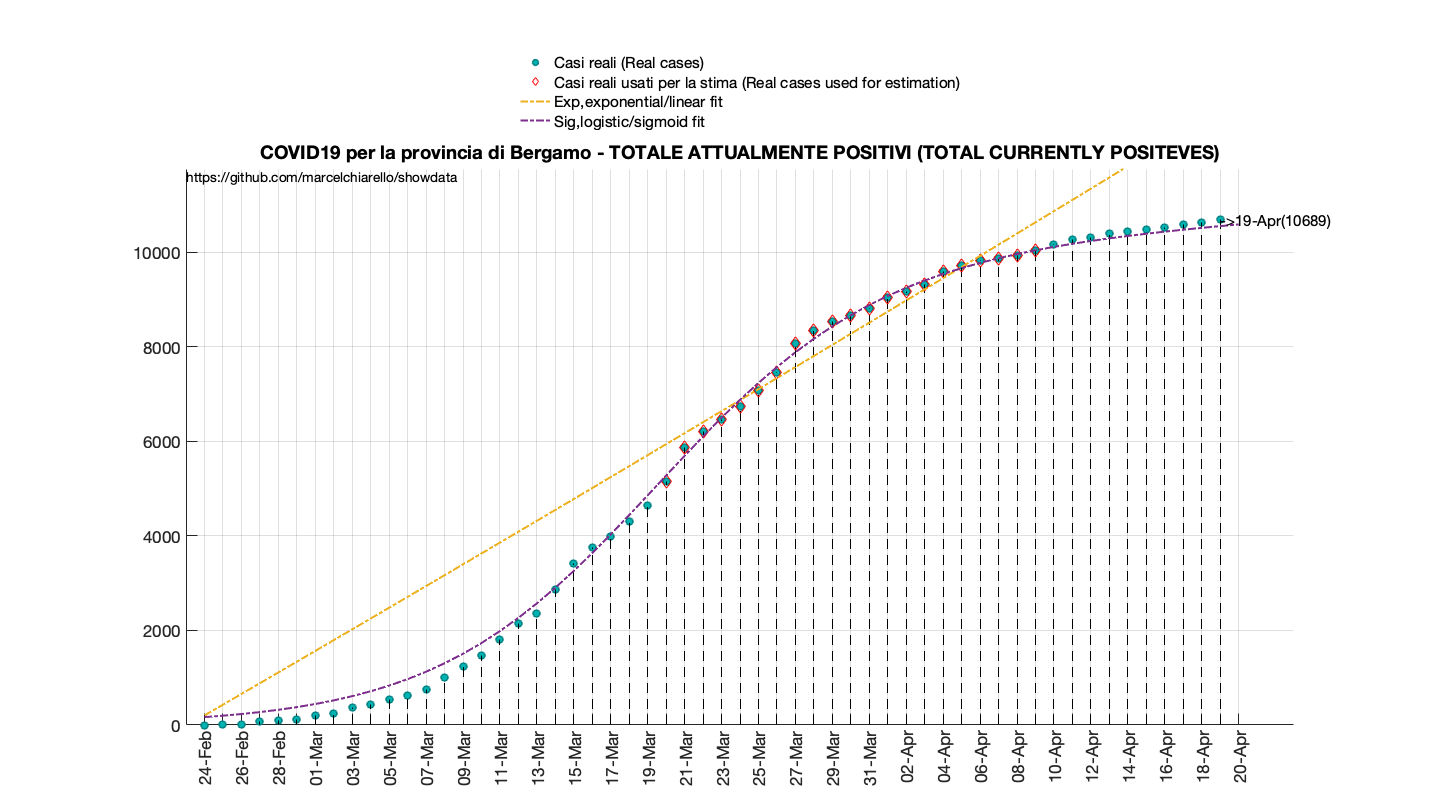 Casi reali (Real cases)
Casi reali usati per la stima (Real cases used for estimation)
Exp,exponential/linear fit
Sig,logistic/sigmoid fit
COVID19 per la provincia di Bergamo - TOTALE ATTUALMENTE POSITIVI (TOTAL CURRENTLY POSITEVES)
https://github.com/marcelchiarello/showdata
->19-Apr(10689)
10000
8000
6000
4000
2000
0
24-Feb
26-Feb
28-Feb
01-Mar
03-Mar
05-Mar
07-Mar
09-Mar
11-Mar
13-Mar
15-Mar
17-Mar
19-Mar
21-Mar
23-Mar
25-Mar
27-Mar
29-Mar
31-Mar
02-Apr
04-Apr
06-Apr
08-Apr
10-Apr
12-Apr
14-Apr
16-Apr
18-Apr
20-Apr